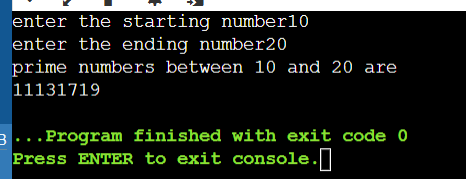 enter the starting number10
enter the ending number20
prime numbers between 10 and 20 are
11131719
...Program finished with exit code 0
Press ENTER to exit console.